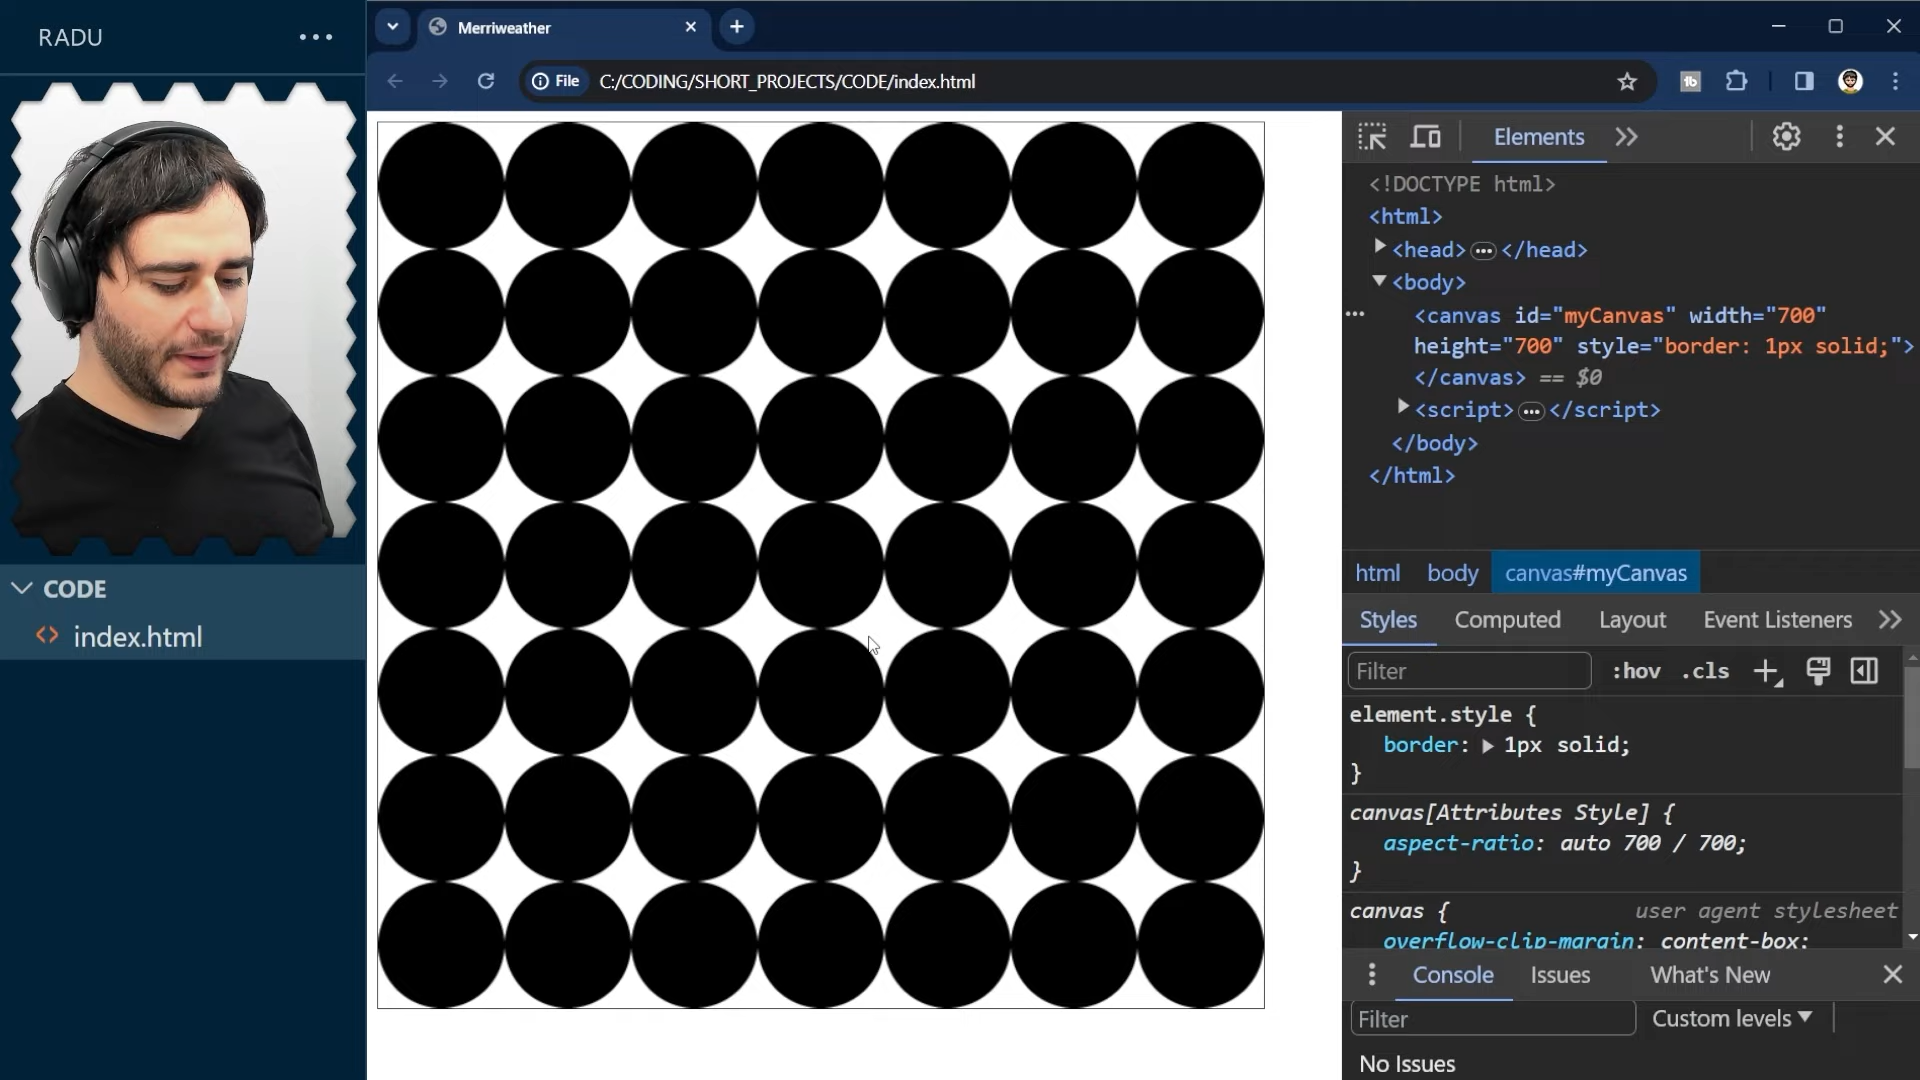 RADU
CODE
index.html
Merriweather
File C:/CODING/SHORT_PROJECTS/CODE/index.html
Elements
<!DOCTYPE html>
<html>
<head> </head>
<body>
<canvas id="myCanvas" width="700"
height="700" style="border: 1px solid;">
</canvas> == $0
<script> </script>
</body>
</html>
html body canvas#myCanvas
Styles Computed Layout Event Listeners
Filter :hov .cls
element.style {
border: 1px solid;
}
canvas[Attributes Style] {
aspect-ratio: auto 700 / 700;
}
canvas { user agent stylesheet
overflow-clip-margin: content-box;
Console Issues What's New
Filter Custom levels
No Issues